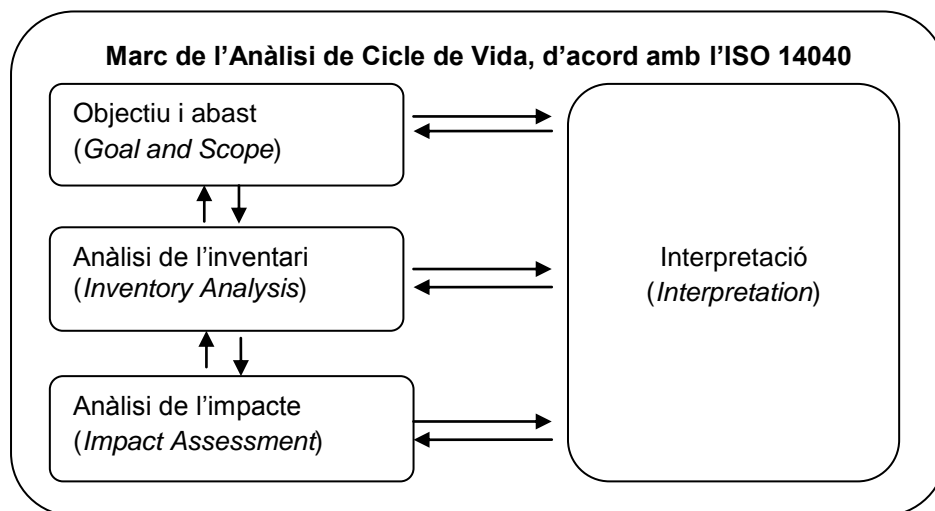 Marc de l’Anàlisi de Cicle de Vida, d’acord amb l’ISO 14040
Objectiu i abast
(Goal and Scope)
Anàlisi de l’inventari
(Inventory Analysis)
Anàlisi de l’impacte
(Impact Assessment)
Interpretació
(Interpretation)